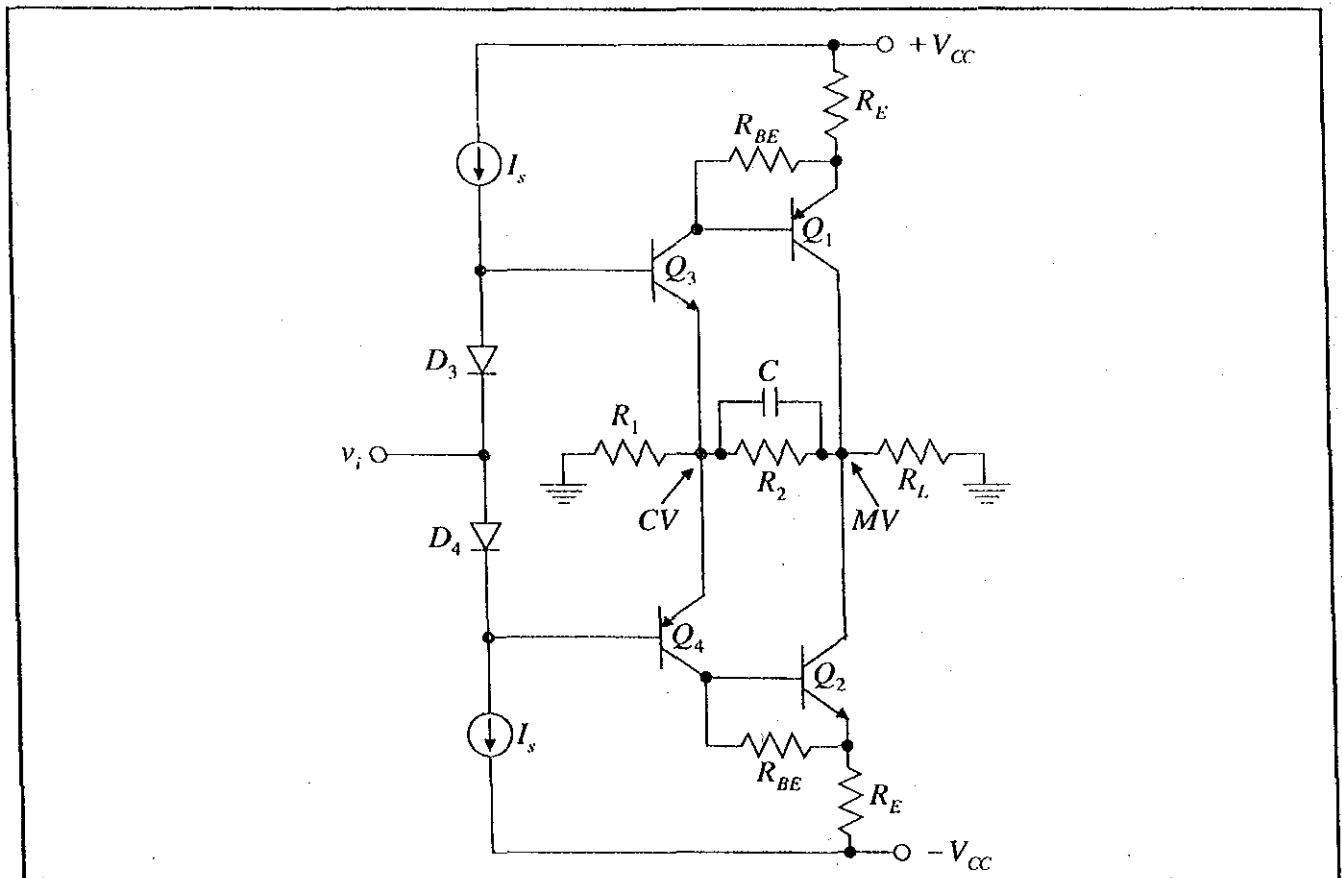 +V_CC
R_E
R_BE
I_s
Q_1
Q_3
D_3
C
R_1
v_i
R_2
R_L
CV
MV
D_4
Q_4
Q_2
I_s
R_BE
R_E
−V_CC